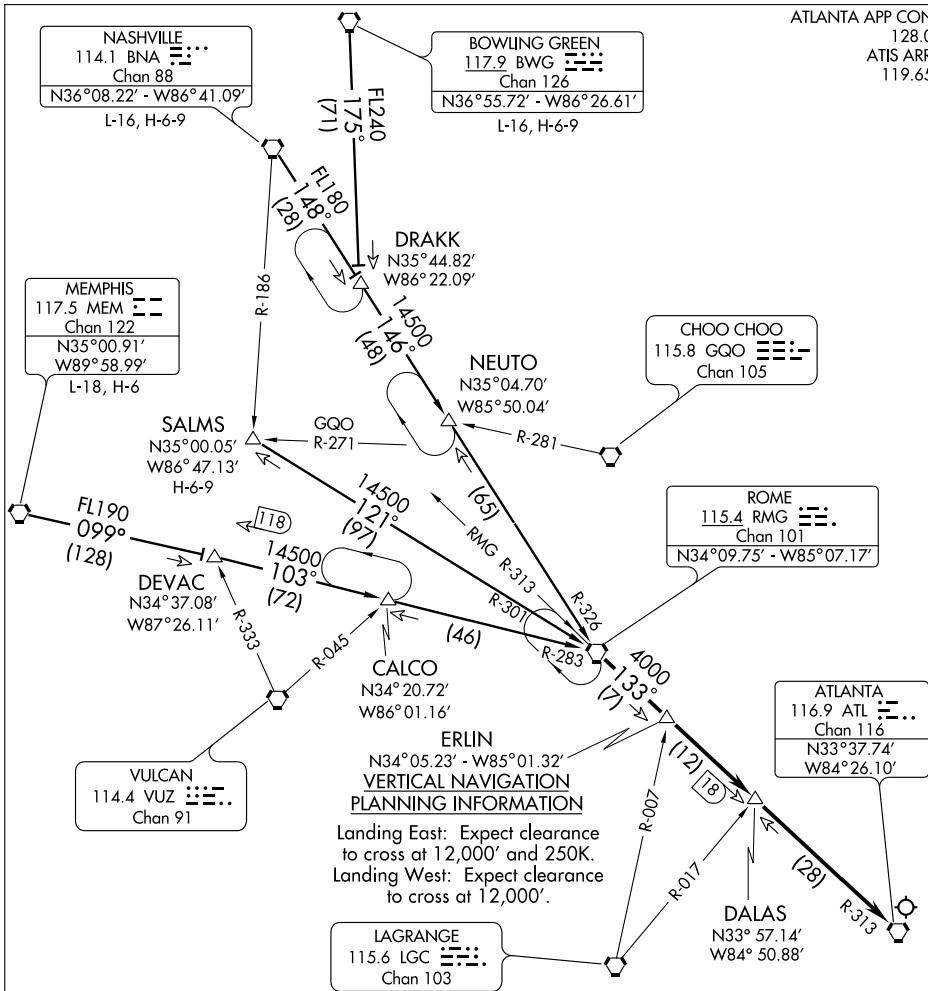 ATLANTA APP CON
128.0
ATIS ARR
119.65
NASHVILLE
114.1 BNA
Chan 88
N36°08.22' - W86°41.09'
L-16, H-6-9
BOWLING GREEN
117.9 BWG
Chan 126
N36°55.72' - W86°26.61'
L-16, H-6-9
FL240
175°
(71)
FL180
148°
(28)
R-186
DRAKK
N35°44.82'
W86°22.09'
MEMPHIS
117.5 MEM
Chan 122
N35°00.91'
W89°58.99'
L-18, H-6
14500
146°
(48)
CHOO CHOO
115.8 GQO
Chan 105
NEUTO
N35°04.70'
W85°50.04'
R-281
SALMS
N35°00.05'
W86°47.13'
H-6-9
GQO
R-271
(65)
14500
121°
(97)
RMG R-313
R-301
R-326
ROME
115.4 RMG
Chan 101
N34°09.75' - W85°07.17'
FL190
099°
(128)
118
14500
103°
(72)
DEVAC
N34°37.08'
W87°26.11'
R-333
R-045
(46)
R-283
CALCO
N34°20.72'
W86°01.16'
4000
133°
(7)
VULCAN
114.4 VUZ
Chan 91
ERLIN
N34°05.23' - W85°01.32'
ATLANTA
116.9 ATL
Chan 116
N33°37.74'
W84°26.10'
VERTICAL NAVIGATION
PLANNING INFORMATION
Landing East: Expect clearance
to cross at 12,000' and 250K.
Landing West: Expect clearance
to cross at 12,000'.
(12)
18
R-007
R-017
(28)
R-313
DALAS
N33° 57.14'
W84° 50.88'
LAGRANGE
115.6 LGC
Chan 103